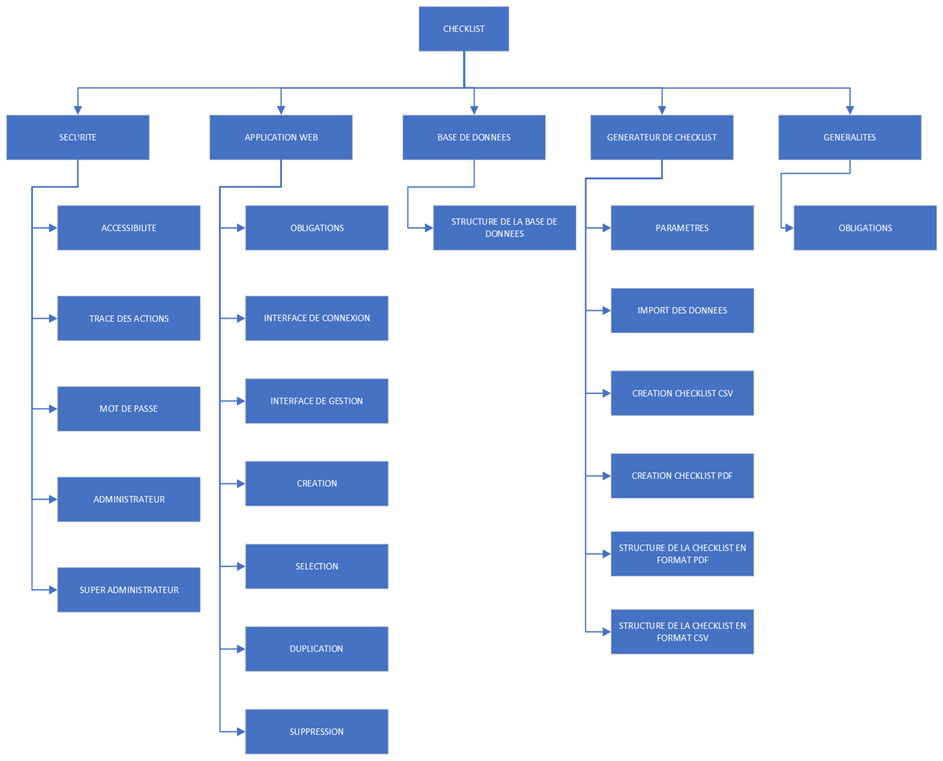 CHECKLIST
SECURITE
APPLICATION WEB
BASE DE DONNEES
GENERATEUR DE CHECKLIST
GENERALITES
ACCESSIBILITE
TRACE DES ACTIONS
MOT DE PASSE
ADMINISTRATEUR
SUPER ADMINISTRATEUR
OBLIGATIONS
INTERFACE DE CONNEXION
INTERFACE DE GESTION
CREATION
SELECTION
DUPLICATION
SUPPRESSION
STRUCTURE DE LA BASE DE
DONNEES
PARAMETRES
IMPORT DES DONNEES
CREATION CHECKLIST CSV
CREATION CHECKLIST PDF
STRUCTURE DE LA CHECKLIST EN
FORMAT PDF
STRUCTURE DE LA CHECKLIST EN
FORMAT CSV
OBLIGATIONS